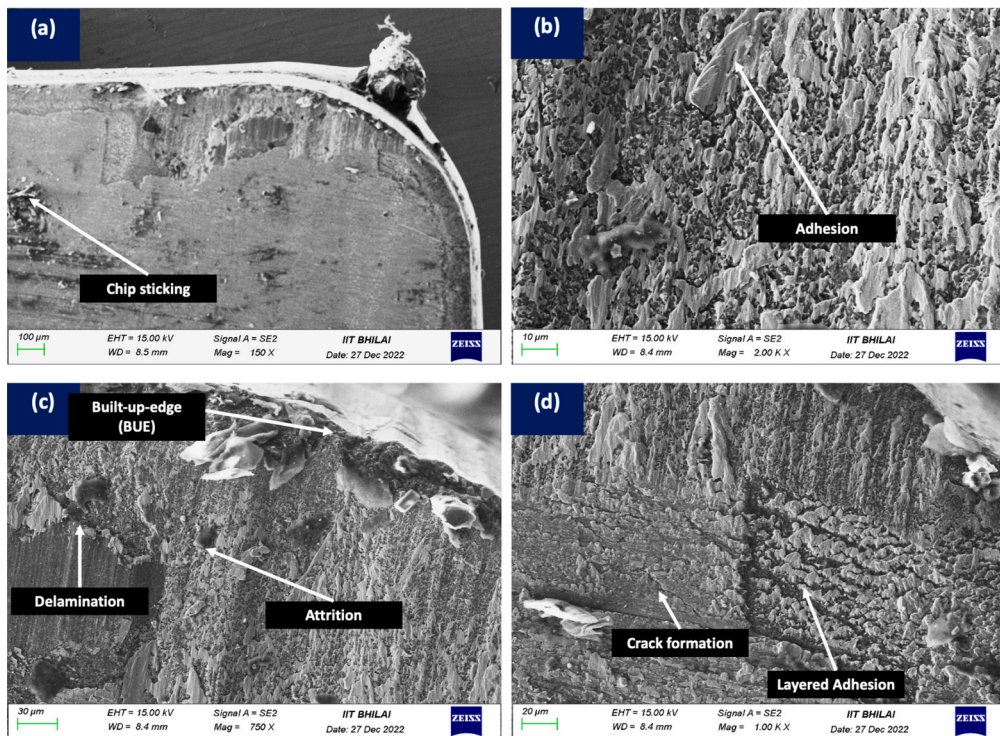 (a)
Chip sticking
100 µm
EHT = 15.00 kV
Signal A = SE2
IIT BHILAI
WD = 8.5 mm
Mag = 150 X
Date: 27 Dec 2022
ZEISS
(b)
Adhesion
10 µm
EHT = 15.00 kV
Signal A = SE2
IIT BHILAI
WD = 8.4 mm
Mag = 2.00 K X
Date: 27 Dec 2022
ZEISS
(c)
Built-up-edge
(BUE)
Delamination
Attrition
30 µm
EHT = 15.00 kV
Signal A = SE2
IIT BHILAI
WD = 8.4 mm
Mag = 750 X
Date: 27 Dec 2022
ZEISS
(d)
Crack formation
Layered Adhesion
20 µm
EHT = 15.00 kV
Signal A = SE2
IIT BHILAI
WD = 8.4 mm
Mag = 1.00 K X
Date: 27 Dec 2022
ZEISS